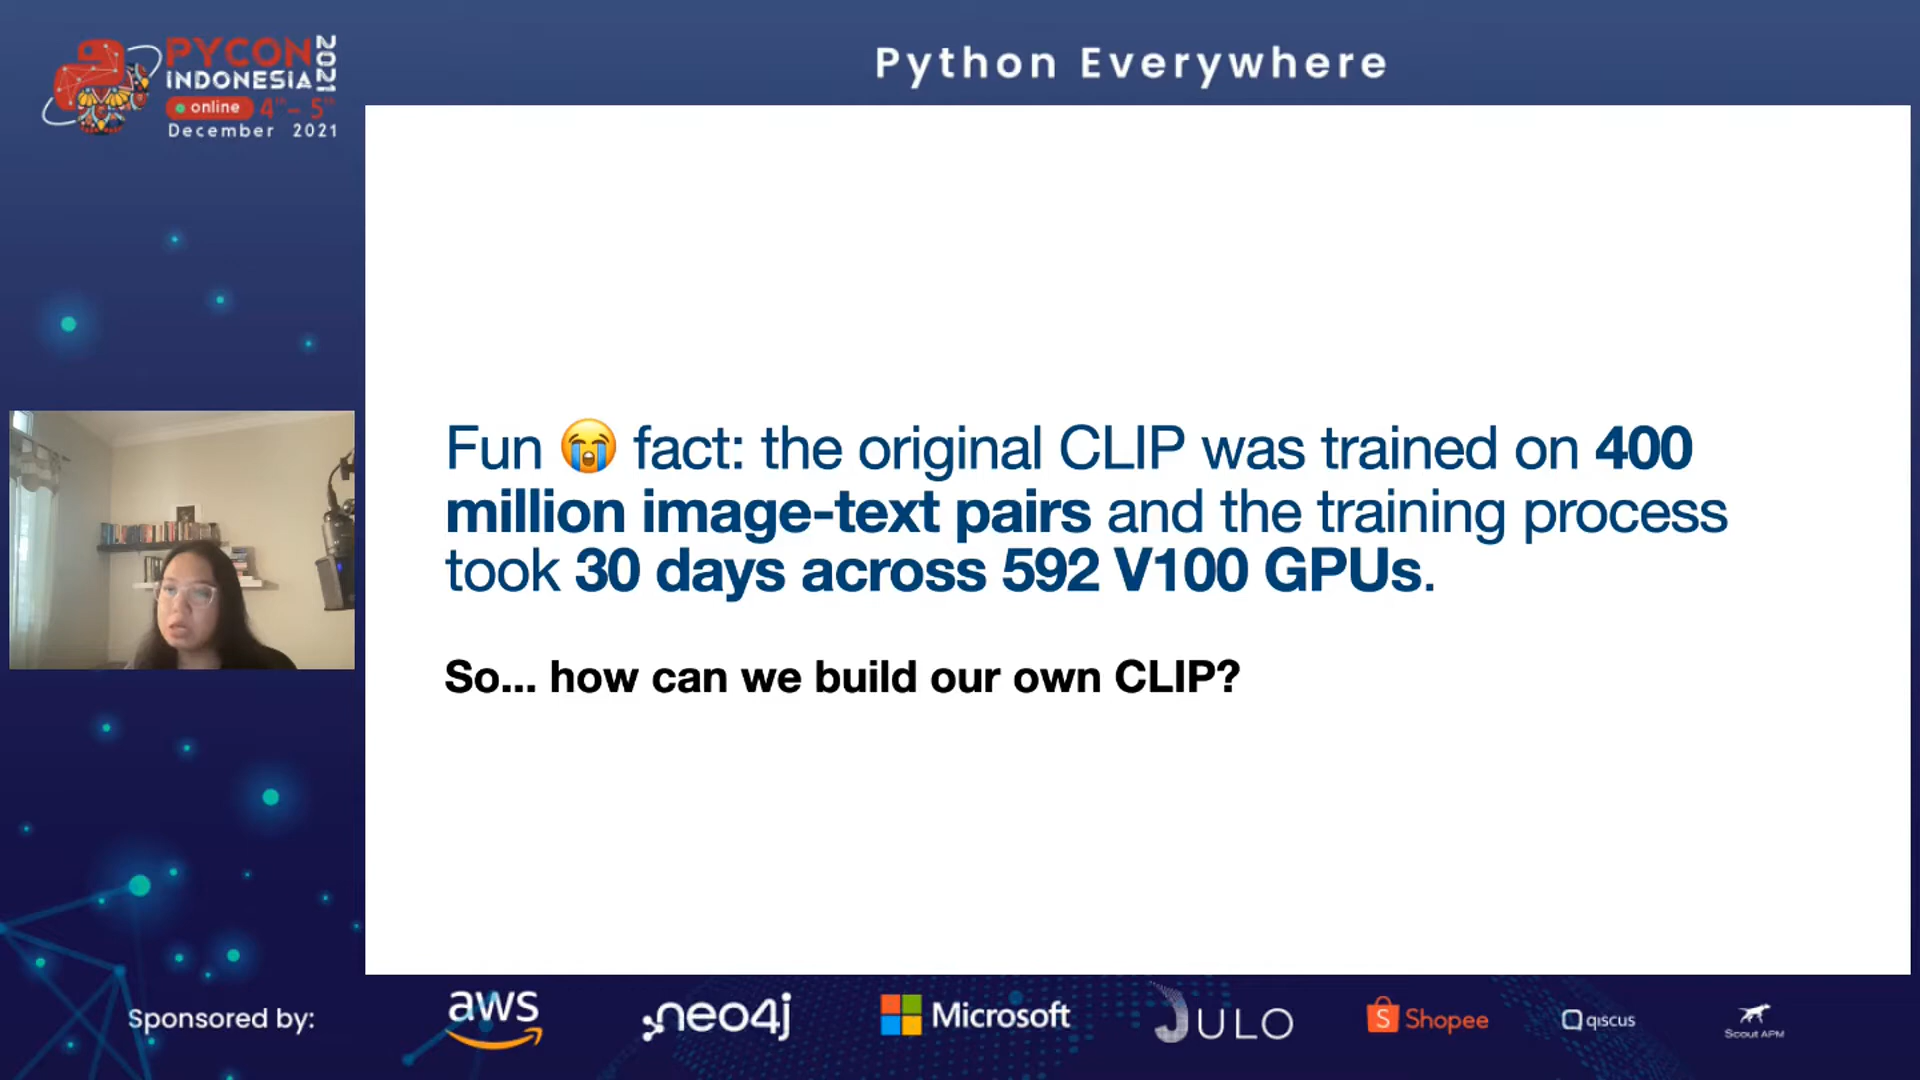 PYCON
2021
INDONESIA
online 4th - 5th
December 2021
Python Everywhere
Fun 😭 fact: the original CLIP was trained on 400
million image-text pairs and the training process
took 30 days across 592 V100 GPUs.
So... how can we build our own CLIP?
Sponsored by:
aws
neo4j
Microsoft
JULO
Shopee
qiscus
Scout APM